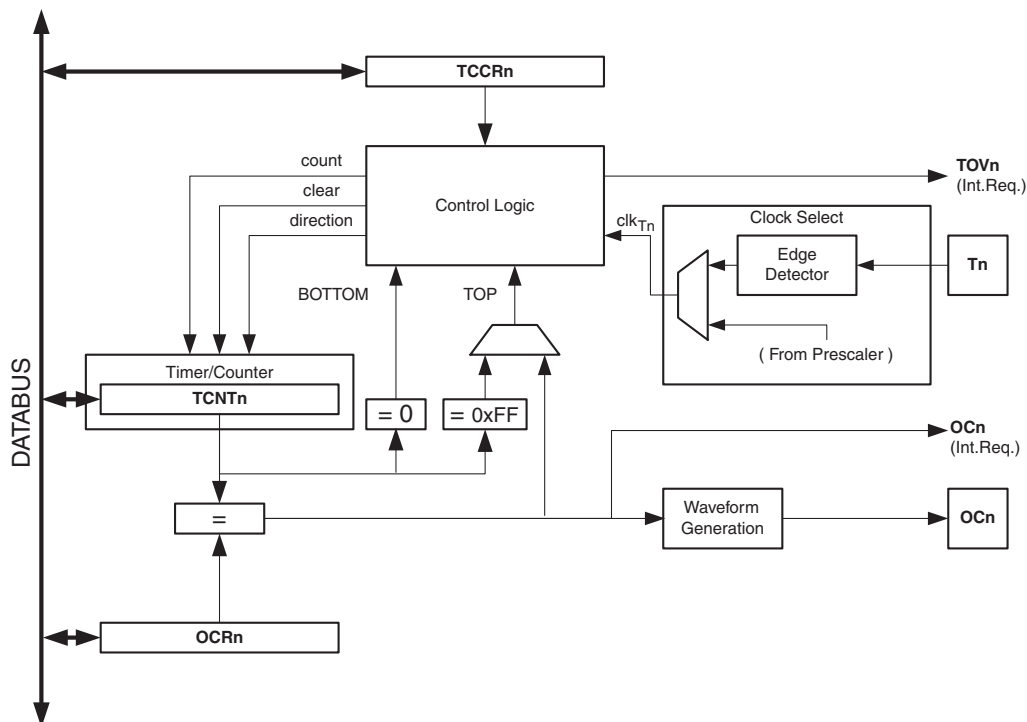 TCCRn
count
clear
direction
Control Logic
TOVn
(Int.Req.)
clkTn
Clock Select
Edge
Detector
Tn
( From Prescaler )
BOTTOM
TOP
Timer/Counter
TCNTn
= 0
= 0xFF
DATABUS
OCn
(Int.Req.)
=
Waveform
Generation
OCn
OCRn